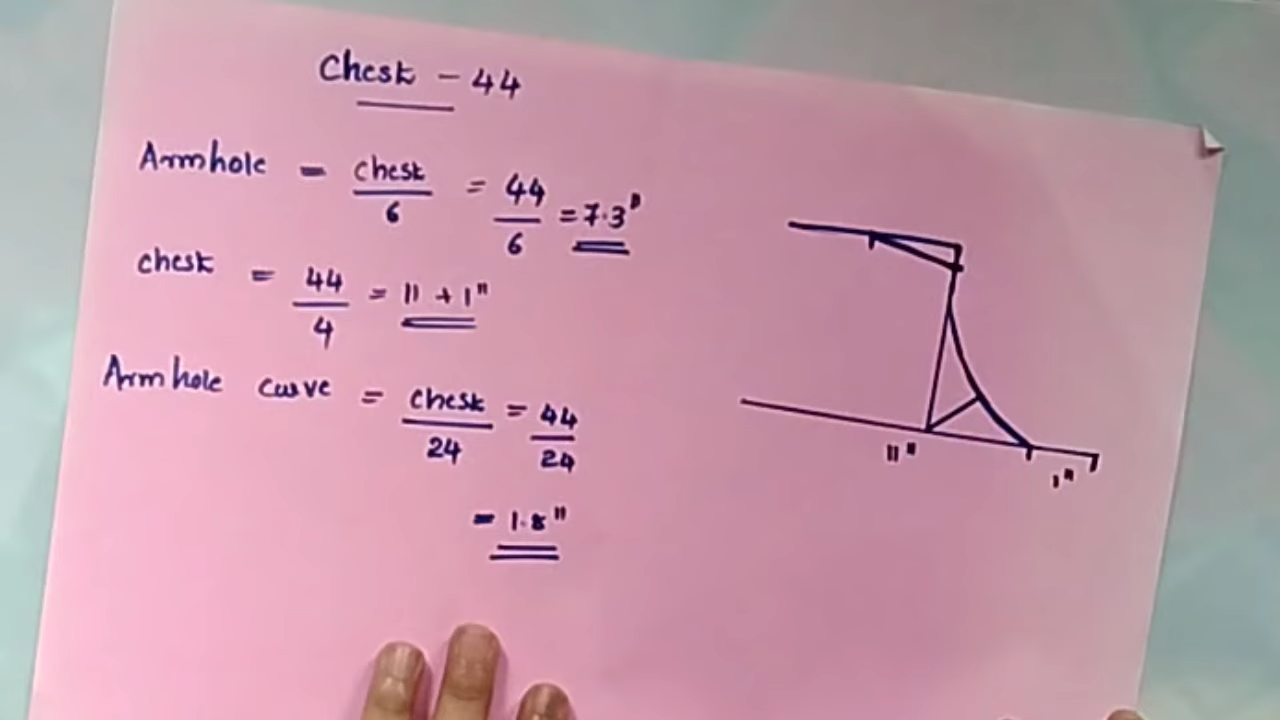 Chest - 44
Armhole - chest/6 = 44/6 = 7.3"
chest = 44/4 = 11 + 1"
Armhole curve = chest/24 = 44/24
= 1.8"
11"
1"